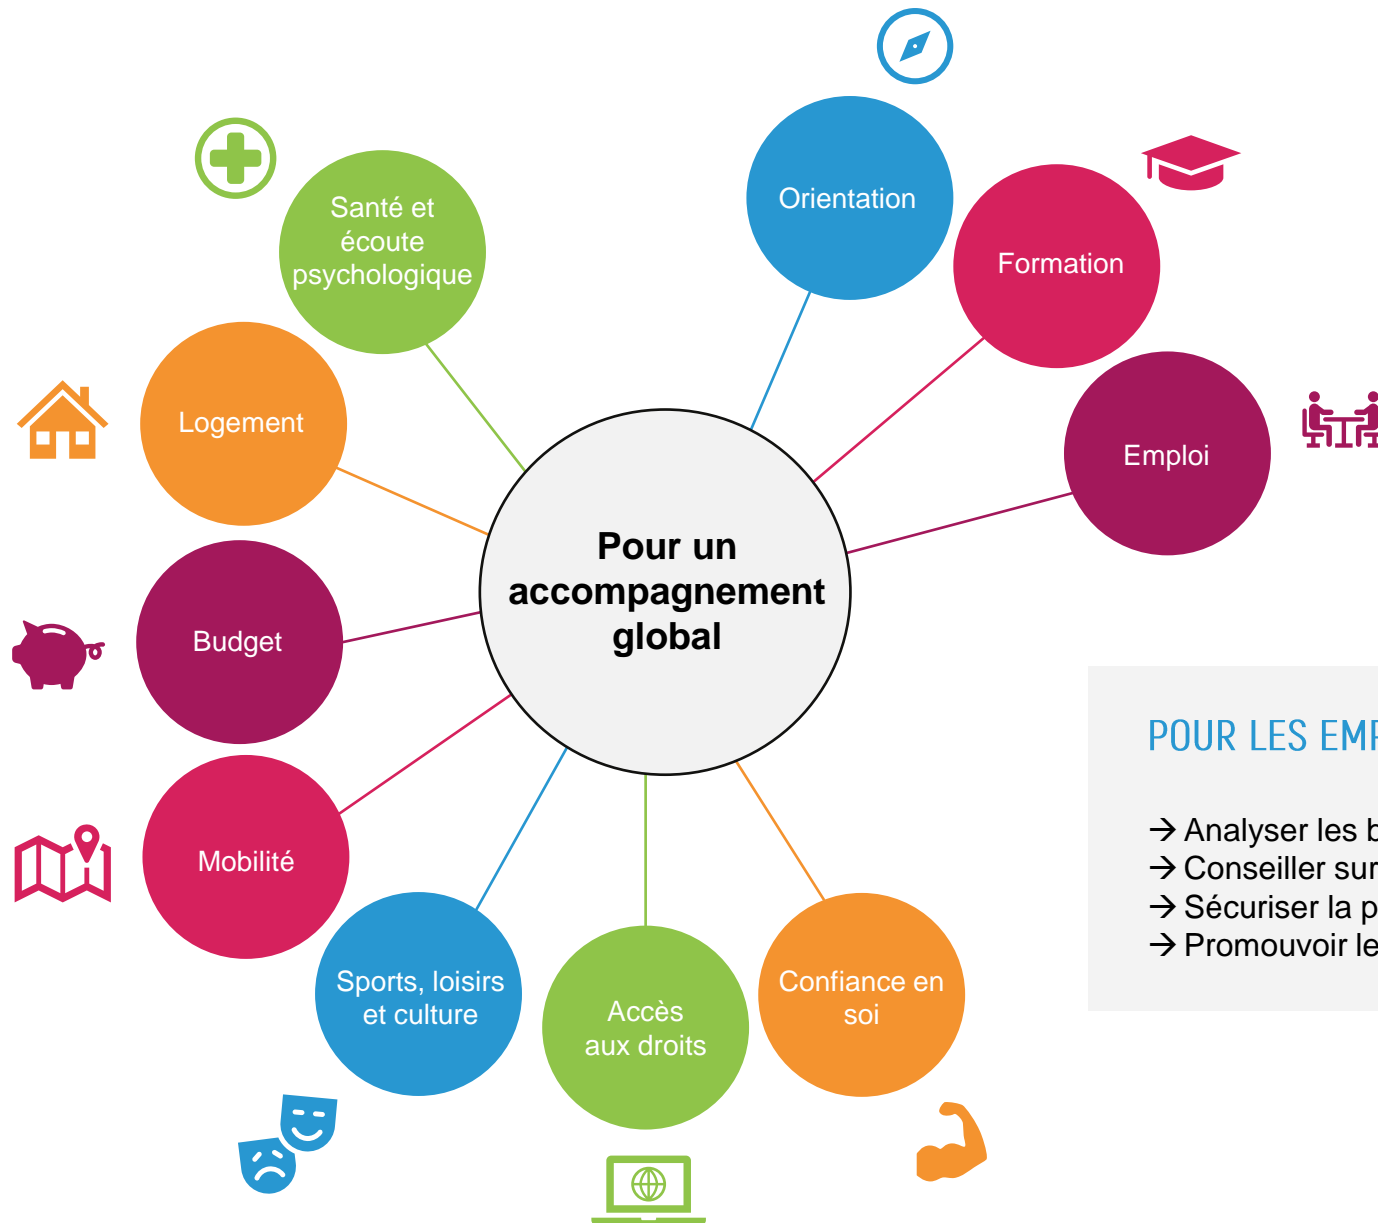 Orientation
Formation
Emploi
Santé et
écoute
psychologique
Logement
Budget
Mobilité
Sports, loisirs
et culture
Accès
aux droits
Confiance en
soi
Pour un
accompagnement
global
POUR LES EMP
→ Analyser les b
→ Conseiller sur
→ Sécuriser la p
→ Promouvoir le